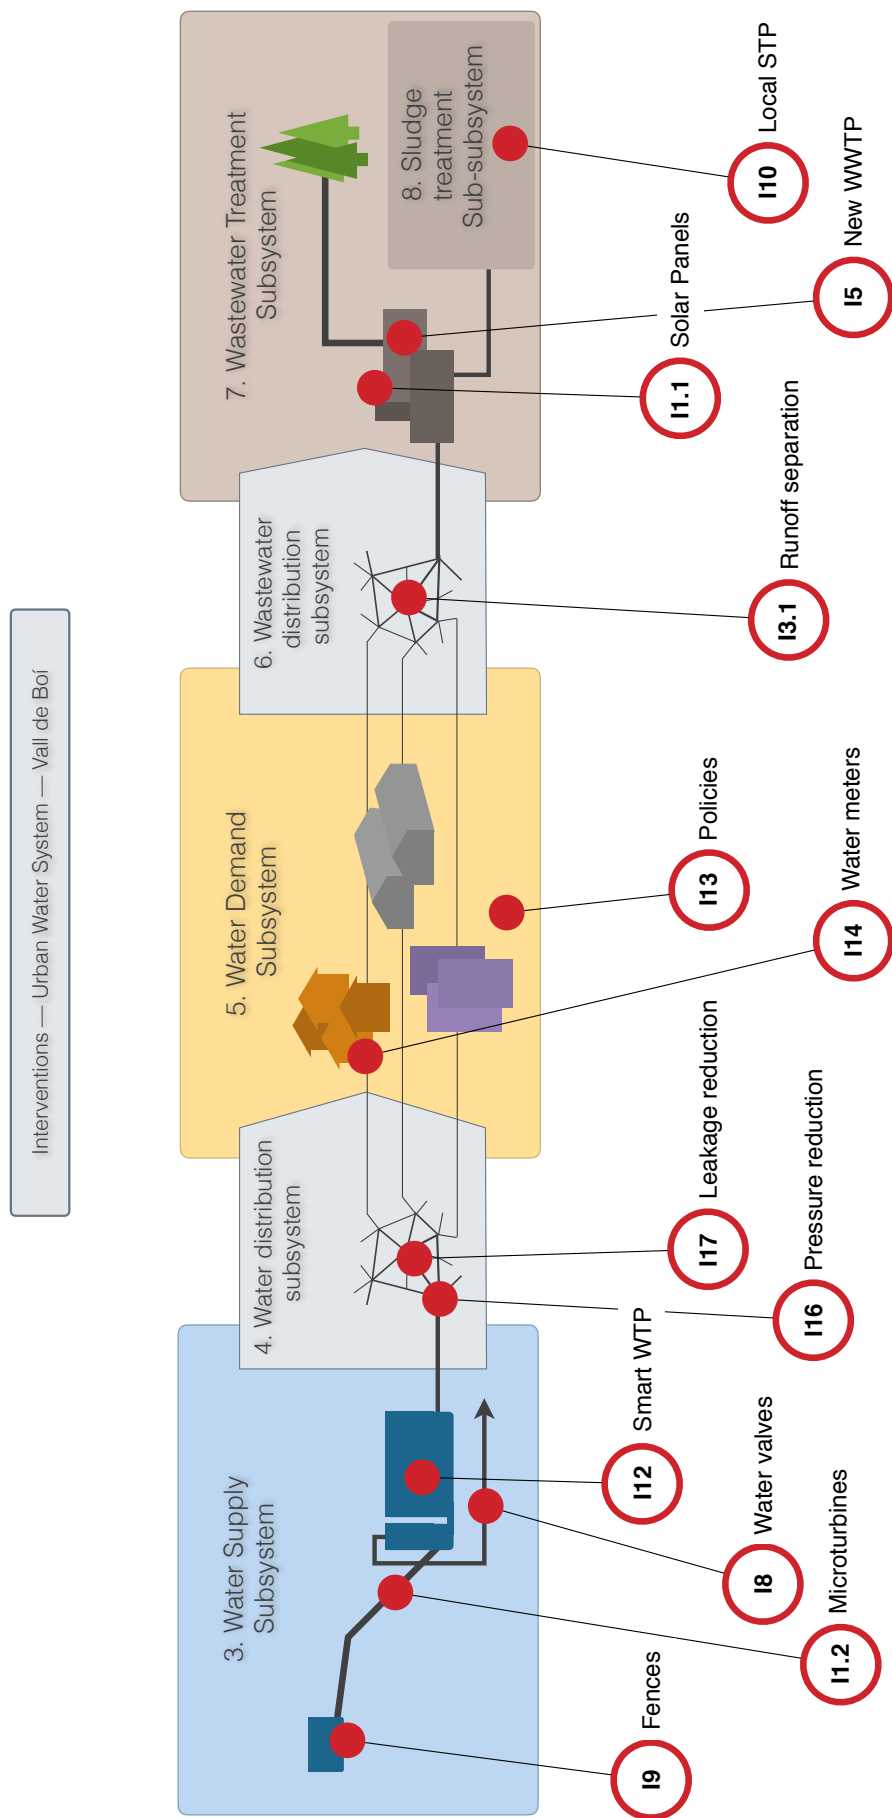 Interventions — Urban Water System — Vall de Boí
3. Water Supply
Subsystem
4. Water distribution
subsystem
5. Water Demand
Subsystem
6. Wastewater
distribution
subsystem
7. Wastewater Treatment
Subsystem
8. Sludge
treatment
Sub-subsystem
I9 Fences
I1.2 Microturbines
I8 Water valves
I12 Smart WTP
I16 Pressure reduction
I17 Leakage reduction
I14 Water meters
I13 Policies
I3.1 Runoff separation
I1.1 Solar Panels
I5 New WWTP
I10 Local STP